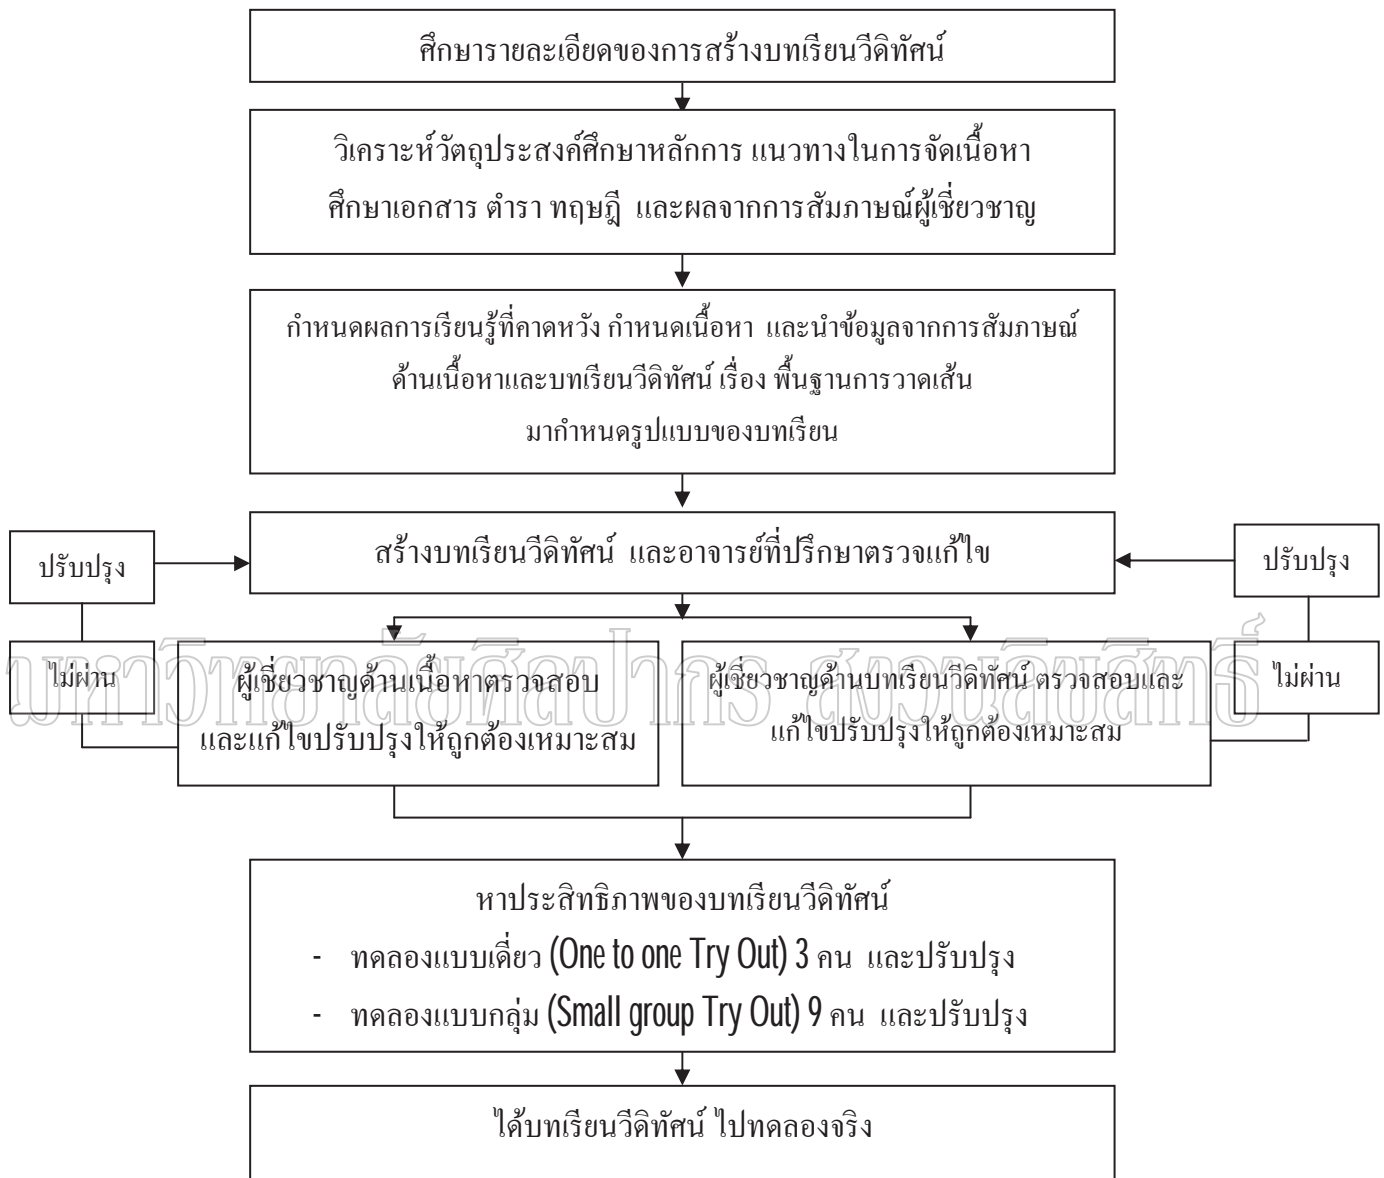 ศึกษารายละเอียดของการสร้างบทเรียนวีดิทัศน์
วิเคราะห์วัตถุประสงค์ศึกษาหลักการ แนวทางในการจัดเนื้อหา
ศึกษาเอกสาร ตำรา ทฤษฎี และผลจากการสัมภาษณ์ผู้เชี่ยวชาญ
กำหนดผลการเรียนรู้ที่คาดหวัง กำหนดเนื้อหา และนำข้อมูลจากการสัมภาษณ์
ด้านเนื้อหาและบทเรียนวีดิทัศน์ เรื่อง พื้นฐานการวาดเส้น
มากำหนดรูปแบบของบทเรียน
ปรับปรุง
สร้างบทเรียนวีดิทัศน์ และอาจารย์ที่ปรึกษาตรวจแก้ไข
ปรับปรุง
มหาวิทยาลัยศิลปากร สงวนลิขสิทธิ์
ไม่ผ่าน
ผู้เชี่ยวชาญด้านเนื้อหาตรวจสอบ
และแก้ไขปรับปรุงให้ถูกต้องเหมาะสม
ผู้เชี่ยวชาญด้านบทเรียนวีดิทัศน์ ตรวจสอบและ
แก้ไขปรับปรุงให้ถูกต้องเหมาะสม
ไม่ผ่าน
หาประสิทธิภาพของบทเรียนวีดิทัศน์
- ทดลองแบบเดี่ยว (One to one Try Out) 3 คน และปรับปรุง
- ทดลองแบบกลุ่ม (Small group Try Out) 9 คน และปรับปรุง
ได้บทเรียนวีดิทัศน์ ไปทดลองจริง